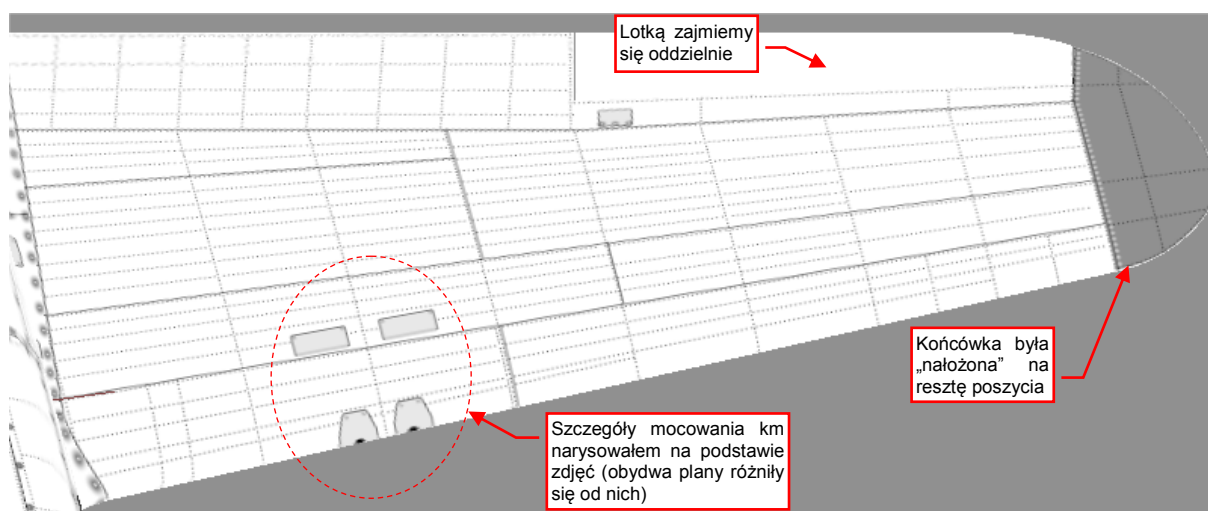 Lotką zajmiemy
się oddzielnie
Końcówka była
„nałożona” na
resztę poszycia
Szczegóły mocowania km
narysowałem na podstawie
zdjęć (obydwa plany różniły
się od nich)